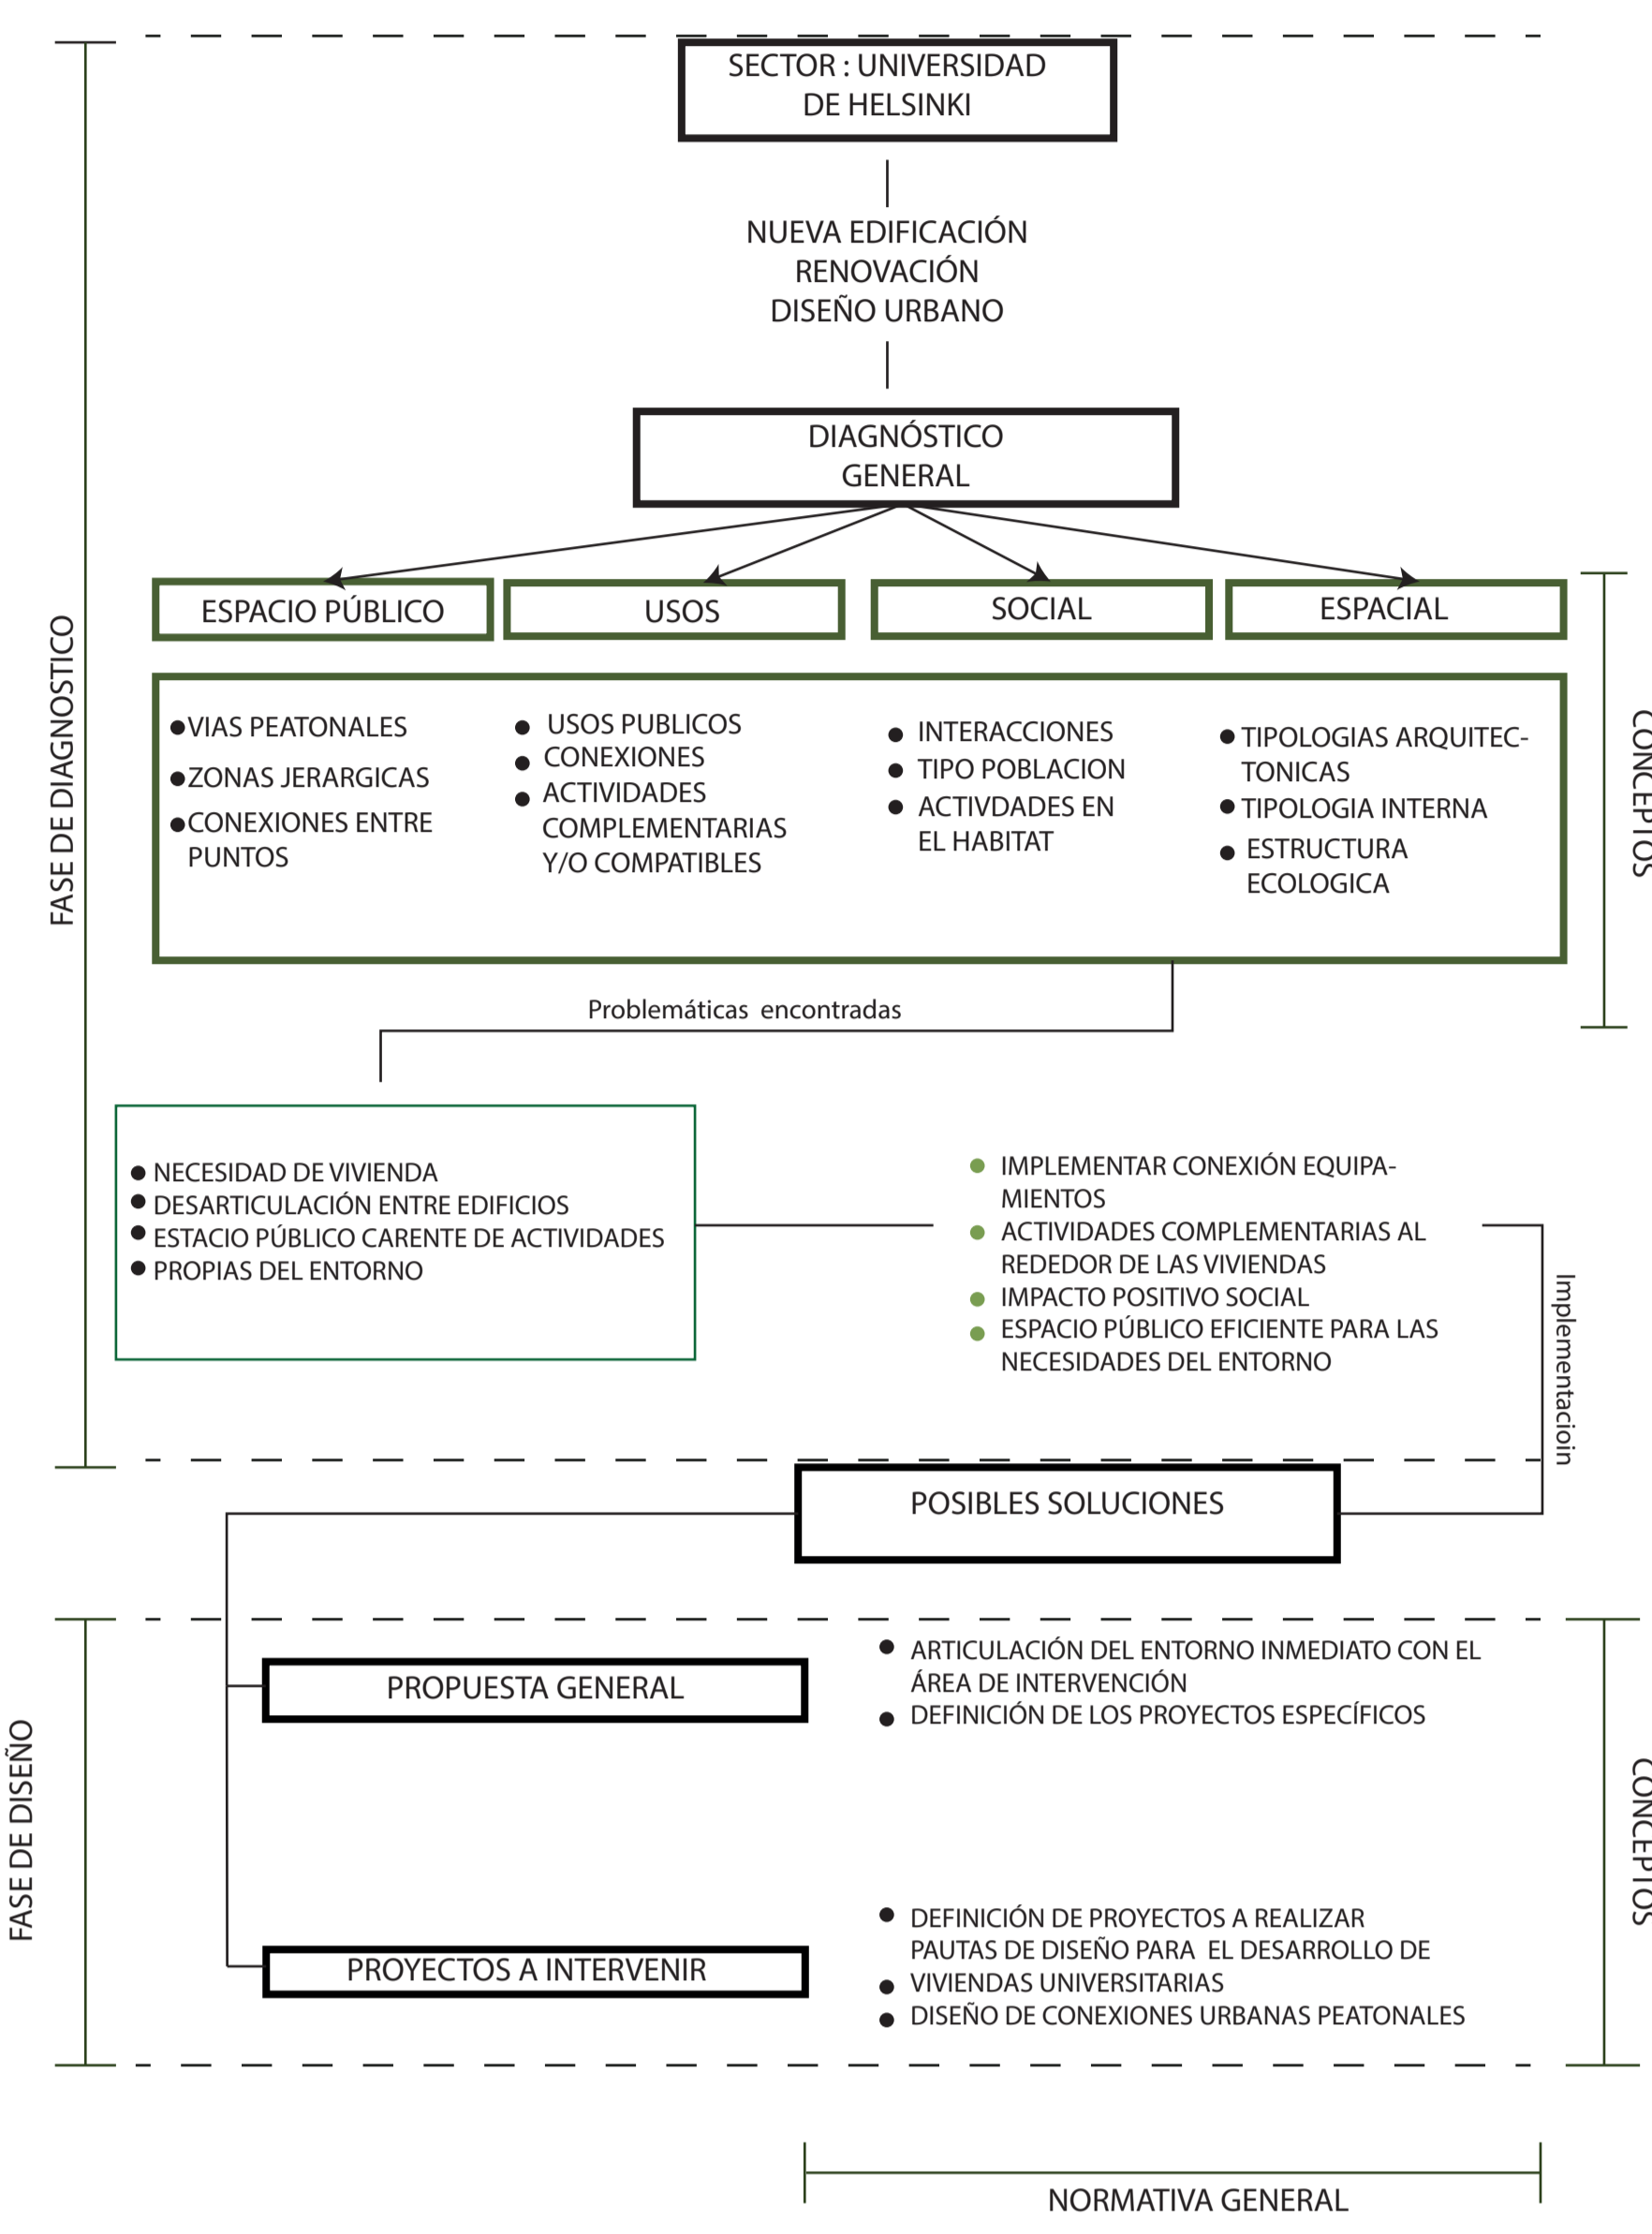 SECTOR : UNIVERSIDAD
DE HELSINKI
NUEVA EDIFICACIÓN
RENOVACIÓN
DISEÑO URBANO
DIAGNÓSTICO
GENERAL
FASE DE DIAGNOSTICO
ESPACIO PÚBLICO
USOS
SOCIAL
ESPACIAL
VIAS PEATONALES
ZONAS JERARGICAS
CONEXIONES ENTRE
PUNTOS
USOS PUBLICOS
CONEXIONES
ACTIVIDADES
COMPLEMENTARIAS
Y/O COMPATIBLES
INTERACCIONES
TIPO POBLACION
ACTIVDADES EN
EL HABITAT
TIPOLOGIAS ARQUITEC-
TONICAS
TIPOLOGIA INTERNA
ESTRUCTURA
ECOLOGICA
CONCEPTOS
Problemáticas encontradas
NECESIDAD DE VIVIENDA
DESARTICULACIÓN ENTRE EDIFICIOS
ESTACIO PÚBLICO CARENTE DE ACTIVIDADES
PROPIAS DEL ENTORNO
IMPLEMENTAR CONEXIÓN EQUIPA-
MIENTOS
ACTIVIDADES COMPLEMENTARIAS AL
REDEDOR DE LAS VIVIENDAS
IMPACTO POSITIVO SOCIAL
ESPACIO PÚBLICO EFICIENTE PARA LAS
NECESIDADES DEL ENTORNO
Implementacioin
POSIBLES SOLUCIONES
FASE DE DISEÑO
PROPUESTA GENERAL
ARTICULACIÓN DEL ENTORNO INMEDIATO CON EL
ÁREA DE INTERVENCIÓN
DEFINICIÓN DE LOS PROYECTOS ESPECÍFICOS
CONCEPTOS
PROYECTOS A INTERVENIR
DEFINICIÓN DE PROYECTOS A REALIZAR
PAUTAS DE DISEÑO PARA EL DESARROLLO DE
VIVIENDAS UNIVERSITARIAS
DISEÑO DE CONEXIONES URBANAS PEATONALES
NORMATIVA GENERAL